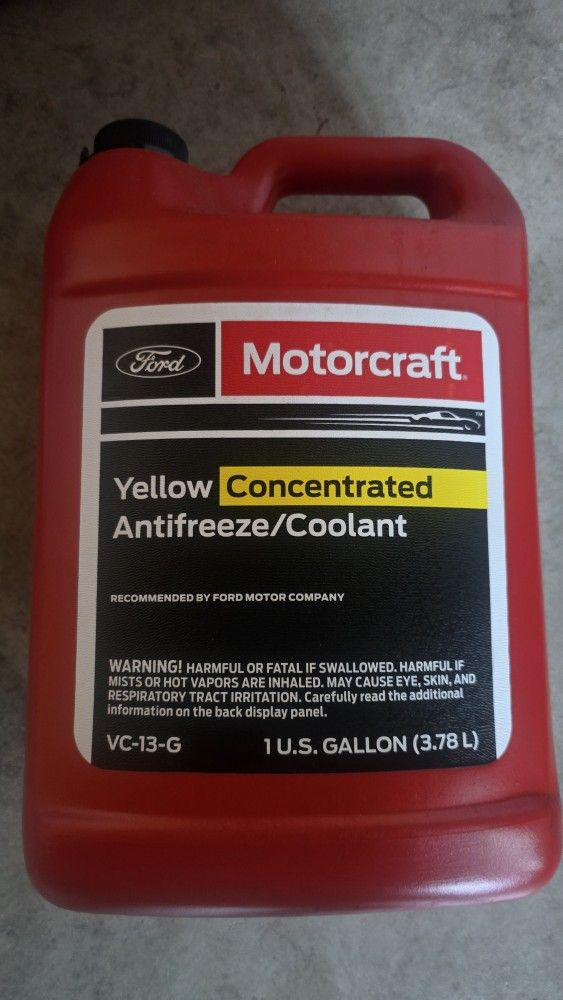 Ford
Motorcraft
TM
Yellow Concentrated
Antifreeze/Coolant
RECOMMENDED BY FORD MOTOR COMPANY
WARNING! HARMFUL OR FATAL IF SWALLOWED. HARMFUL IF
MISTS OR HOT VAPORS ARE INHALED. MAY CAUSE EYE, SKIN, AND
RESPIRATORY TRACT IRRITATION. Carefully read the additional
information on the back display panel.
VC-13-G 1 U.S. GALLON (3.78 L)